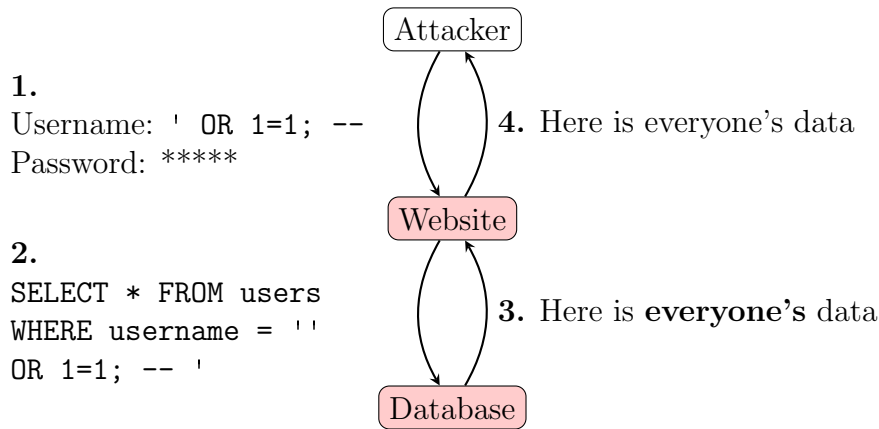 Attacker
1.
Username: ' OR 1=1; --
Password: *****
4. Here is everyone's data
Website
2.
SELECT * FROM users
WHERE username = ''
OR 1=1; -- '
3. Here is everyone's data
Database